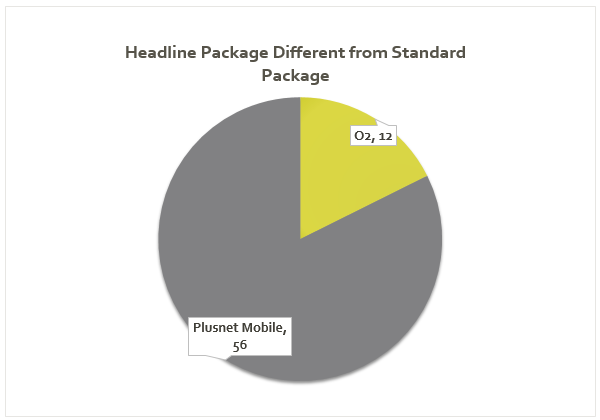 Headline Package Different from Standard
Package
O2, 12
Plusnet Mobile,
56